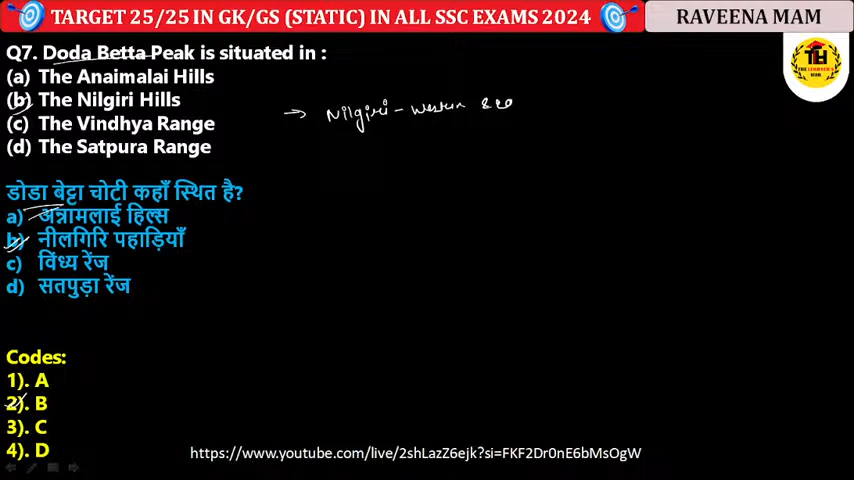 TARGET 25/25 IN GK/GS (STATIC) IN ALL SSC EXAMS 2024
RAVEENA MAM
Q7. Doda Betta Peak is situated in :
(a) The Anaimalai Hills
(b) The Nilgiri Hills
(c) The Vindhya Range
(d) The Satpura Range
→ Nilgiri - Western
डोडा बेट्टा चोटी कहाँ स्थित है?
a) अन्नामलाई हिल्स
b) नीलगिरि पहाड़ियाँ
c) विंध्य रेंज
d) सतपुड़ा रेंज
Codes:
1). A
2). B
3). C
4). D
https://www.youtube.com/live/2shLazZ6ejk?si=FKF2Dr0nE6bMsOgW